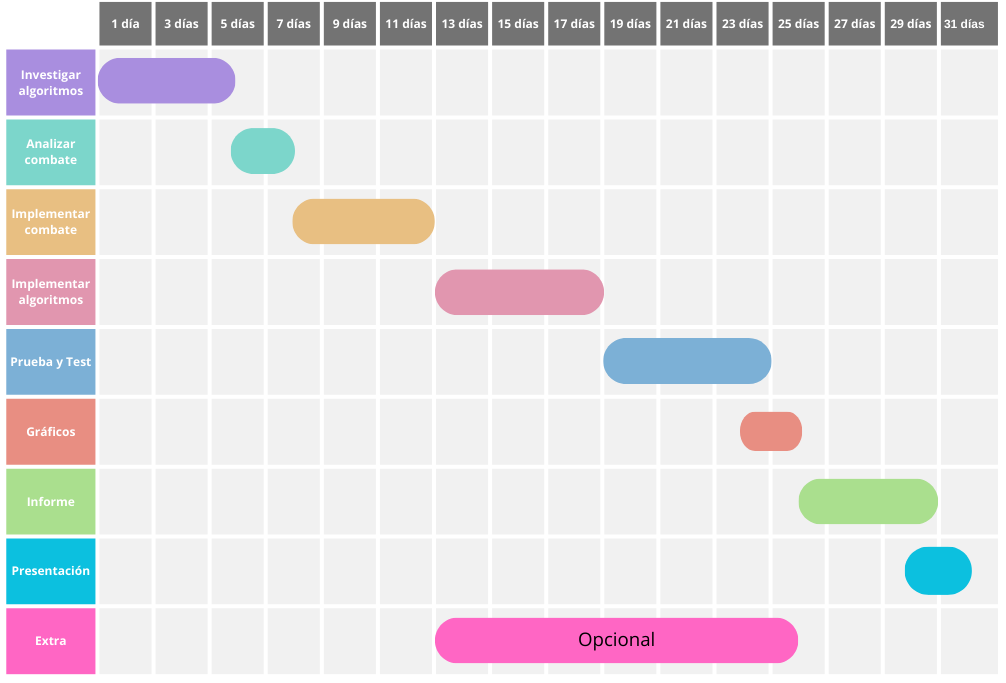 1 día 3 días 5 días 7 días 9 días 11 días 13 días 15 días 17 días 19 días 21 días 23 días 25 días 27 días 29 días 31 días
Investigar
algoritmos
Analizar
combate
Implementar
combate
Implementar
algoritmos
Prueba y Test
Gráficos
Informe
Presentación
Extra
Opcional